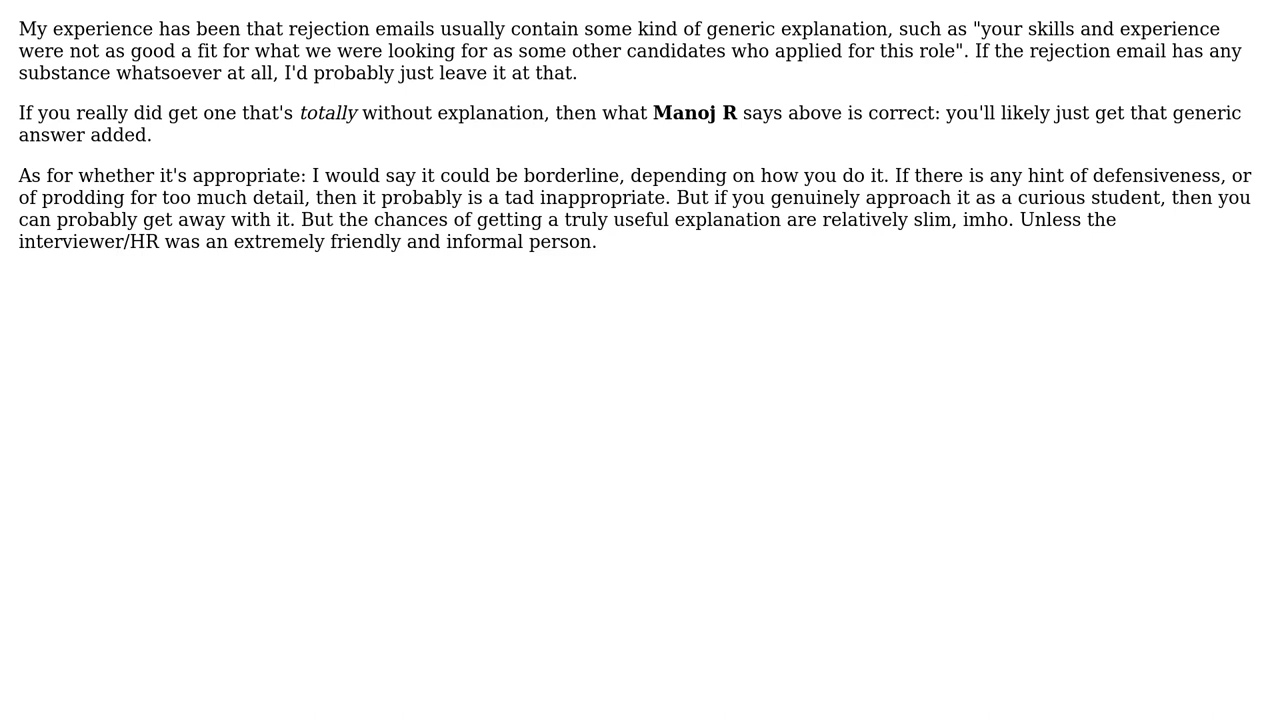 My experience has been that rejection emails usually contain some kind of generic explanation, such as "your skills and experience
were not as good a fit for what we were looking for as some other candidates who applied for this role". If the rejection email has any
substance whatsoever at all, I'd probably just leave it at that.
If you really did get one that's totally without explanation, then what Manoj R says above is correct: you'll likely just get that generic
answer added.
As for whether it's appropriate: I would say it could be borderline, depending on how you do it. If there is any hint of defensiveness, or
of prodding for too much detail, then it probably is a tad inappropriate. But if you genuinely approach it as a curious student, then you
can probably get away with it. But the chances of getting a truly useful explanation are relatively slim, imho. Unless the
interviewer/HR was an extremely friendly and informal person.